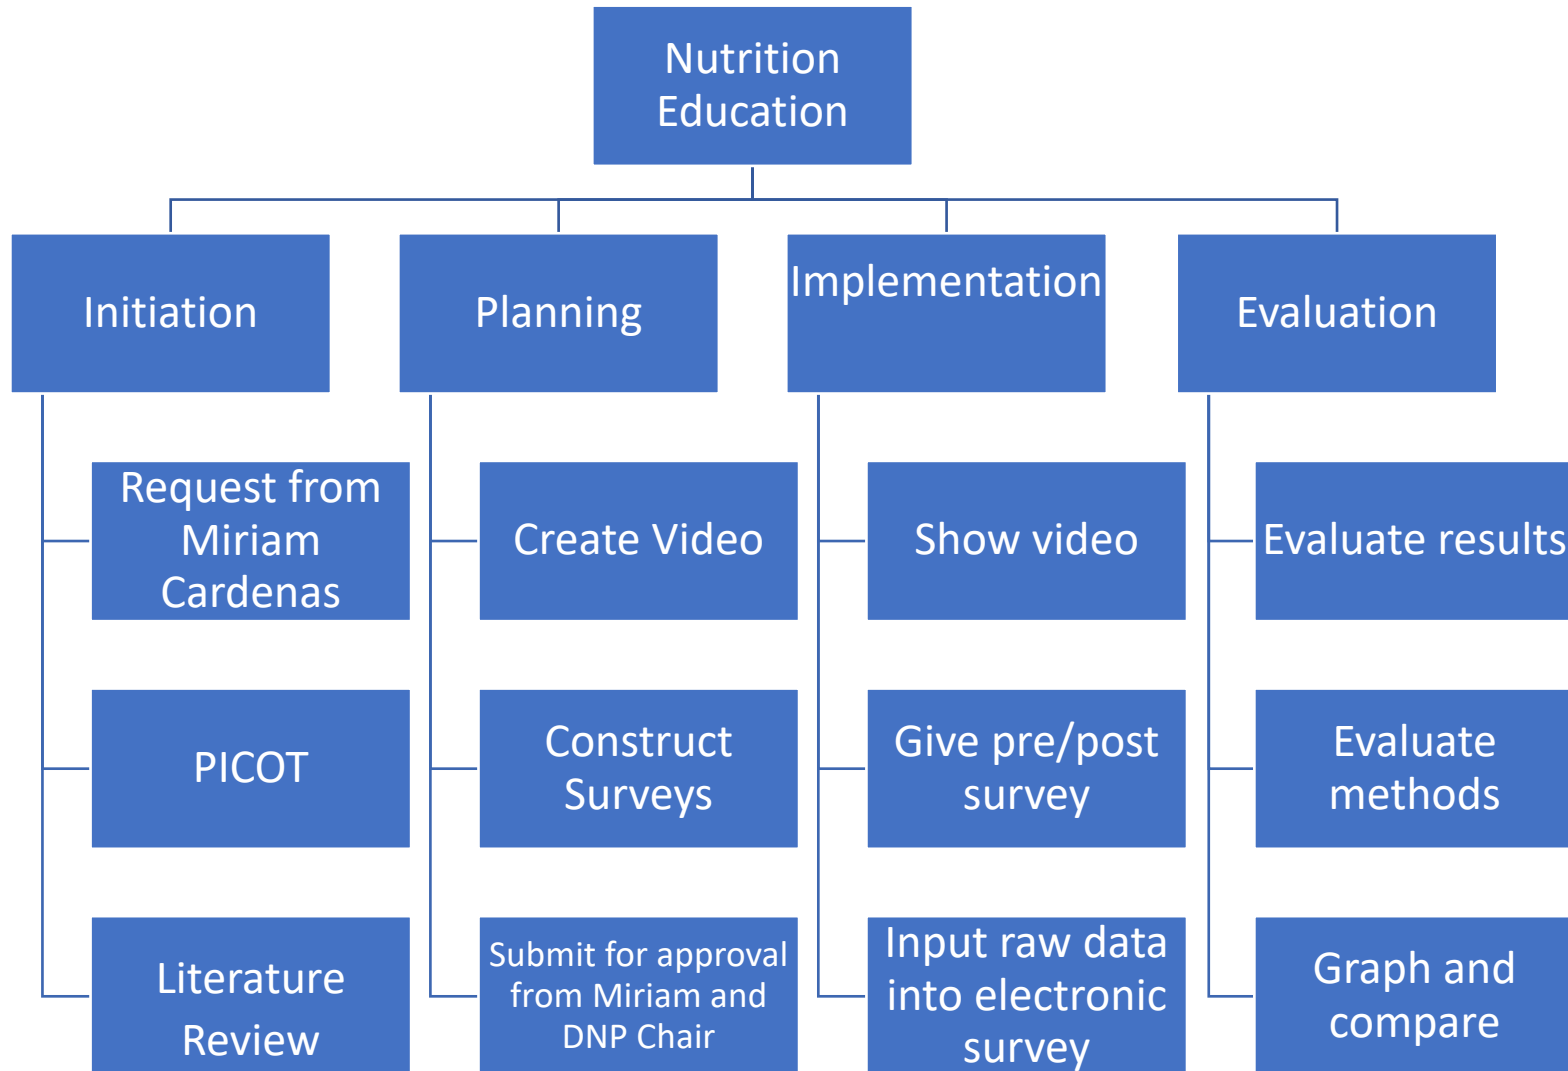 Nutrition
Education
Initiation
Planning
Implementation
Evaluation
Request from
Miriam
Cardenas
Create Video
Show video
Evaluate results
PICOT
Construct
Surveys
Give pre/post
survey
Evaluate
methods
Literature
Review
Submit for approval
from Miriam and
DNP Chair
Input raw data
into electronic
survey
Graph and
compare